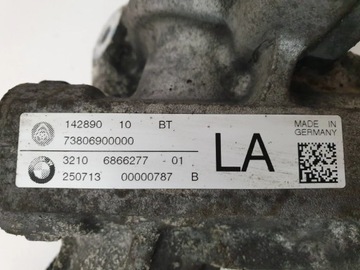 142890 10 BT
73806900000
3210 6866277 - 01
250713 00000787 B
LA
MADE IN
GERMANY